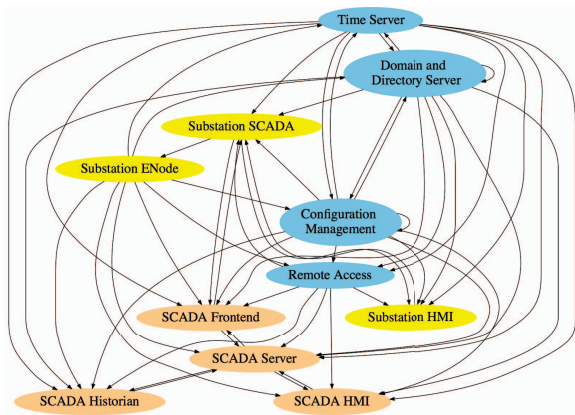 Time Server
Domain and
Directory Server
Substation SCADA
Substation ENode
Configuration
Management
Remote Access
SCADA Frontend
Substation HMI
SCADA Server
SCADA Historian
SCADA HMI